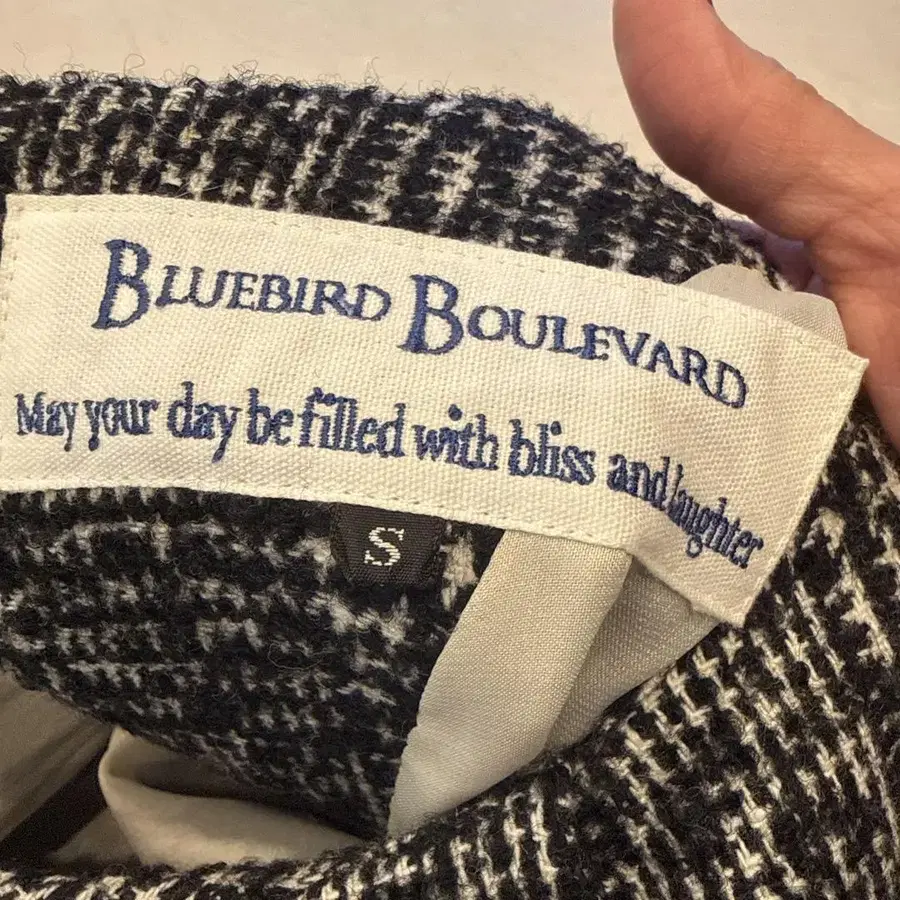 BLUEBIRD BOULEVARD
May your day be filled with bliss and laughter
S